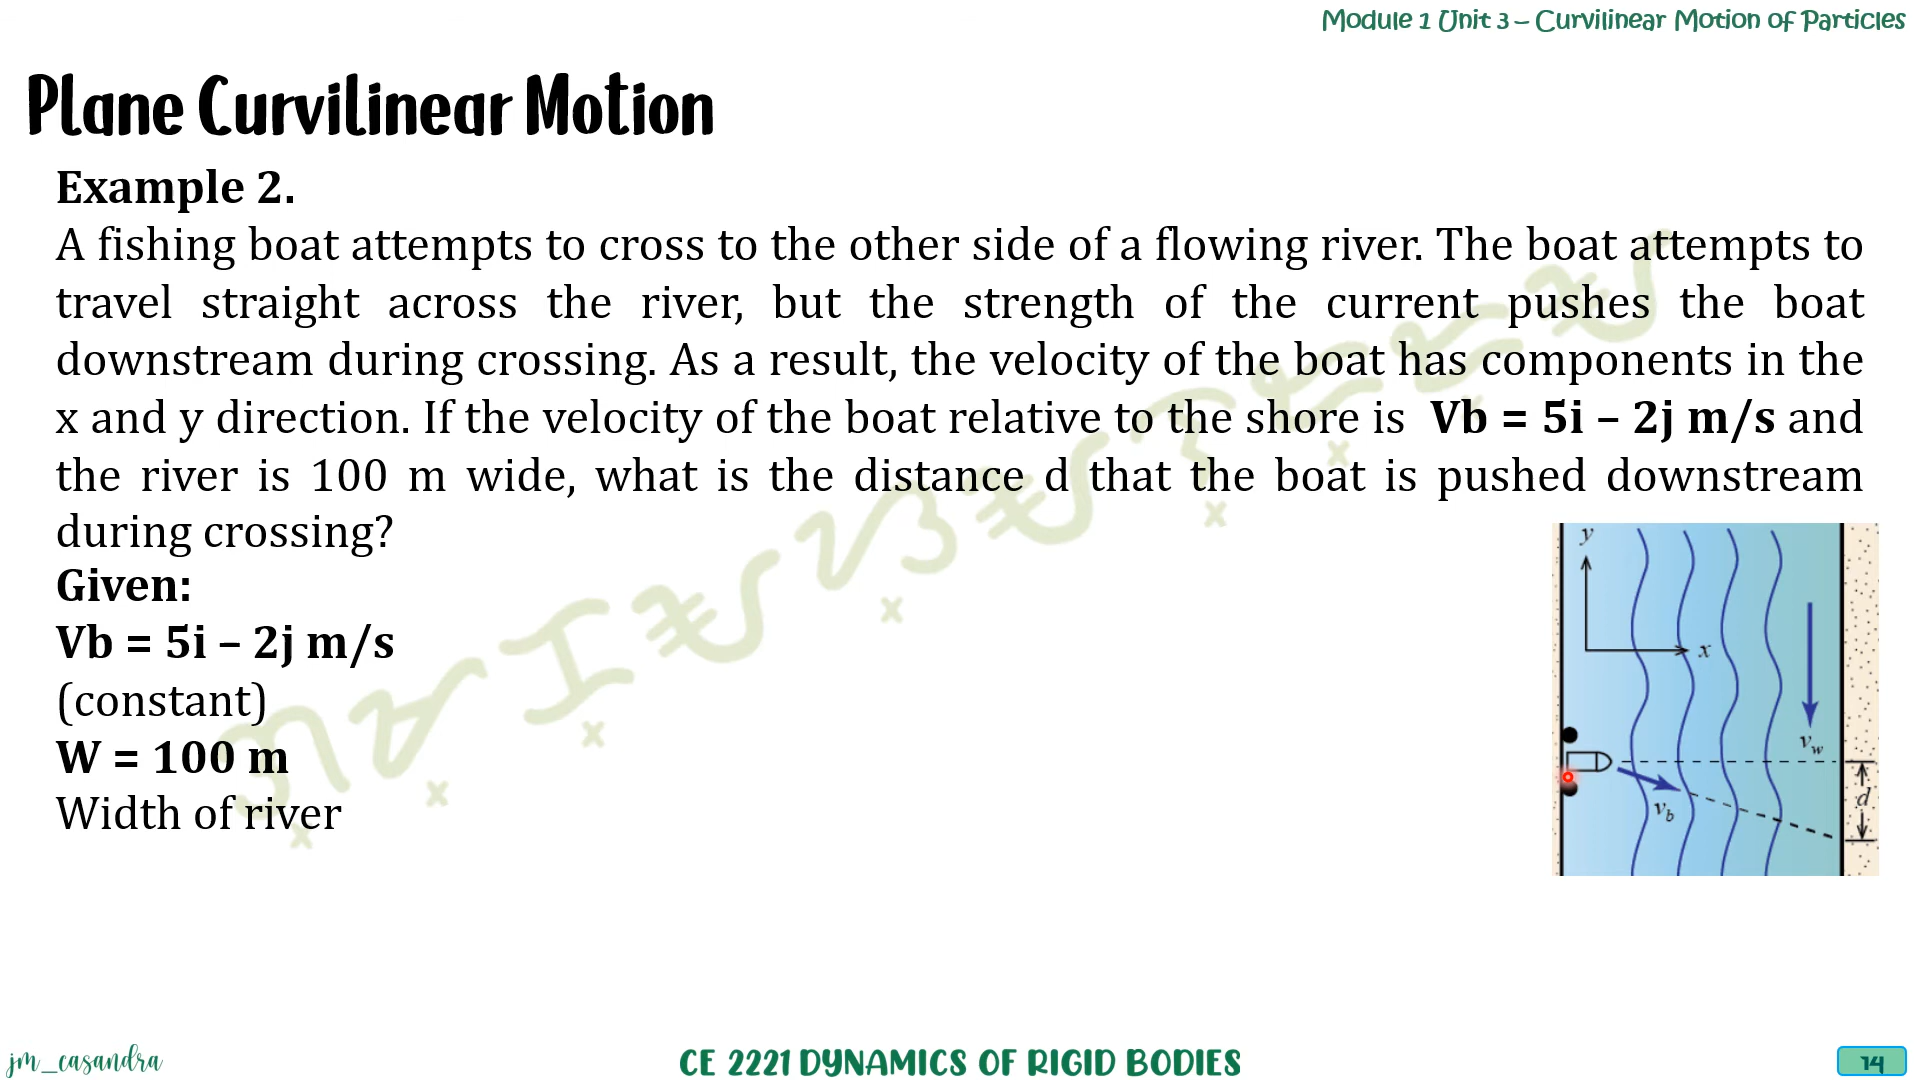 Module 1 Unit 3 – Curvilinear Motion of Particles
Plane Curvilinear Motion
Example 2.
A fishing boat attempts to cross to the other side of a flowing river. The boat attempts to
travel straight across the river, but the strength of the current pushes the boat
downstream during crossing. As a result, the velocity of the boat has components in the
x and y direction. If the velocity of the boat relative to the shore is Vb = 5i – 2j m/s and
the river is 100 m wide, what is the distance d that the boat is pushed downstream
during crossing?
Given:
Vb = 5i – 2j m/s
(constant)
W = 100 m
Width of river
y
x
vw
vb
d
jm_casandra
CE 2221 DYNAMICS OF RIGID BODIES
14